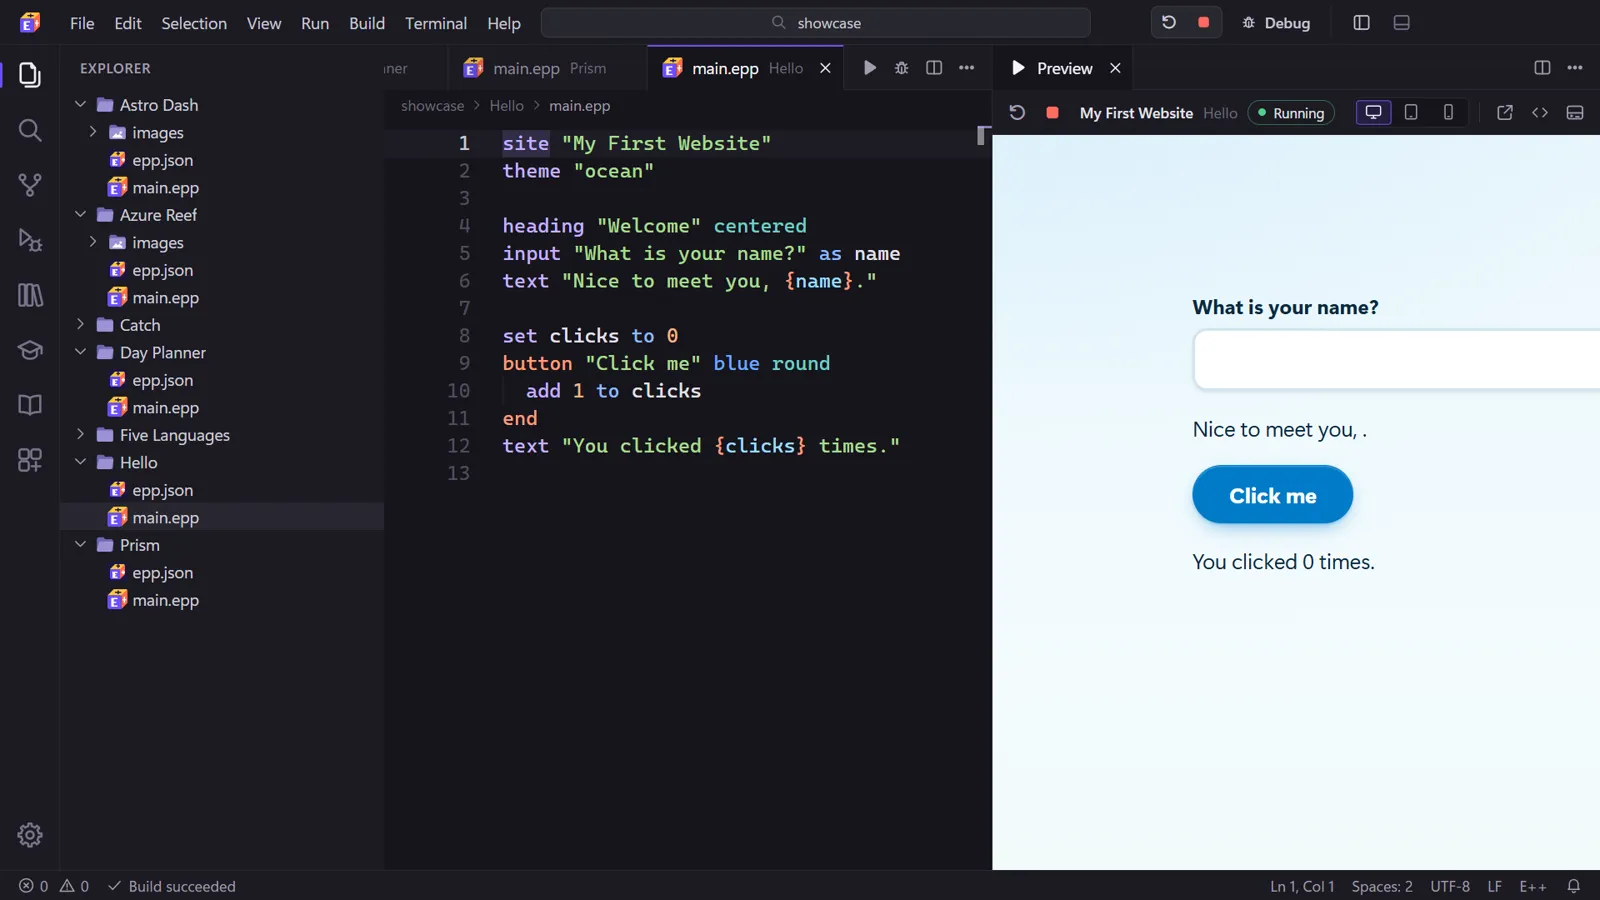 File Edit Selection View Run Build Terminal Help showcase Debug
EXPLORER
Astro Dash
images
epp.json
main.epp
Azure Reef
images
epp.json
main.epp
Catch
Day Planner
epp.json
main.epp
Five Languages
Hello
epp.json
main.epp
Prism
epp.json
main.epp
ner main.epp Prism main.epp Hello
showcase > Hello > main.epp
1 site "My First Website"
2 theme "ocean"
3
4 heading "Welcome" centered
5 input "What is your name?" as name
6 text "Nice to meet you, {name}."
7
8 set clicks to 0
9 button "Click me" blue round
10 add 1 to clicks
11 end
12 text "You clicked {clicks} times."
13
Preview
My First Website Hello Running
What is your name?
Nice to meet you, .
Click me
You clicked 0 times.
0 0 Build succeeded Ln 1, Col 1 Spaces: 2 UTF-8 LF E++